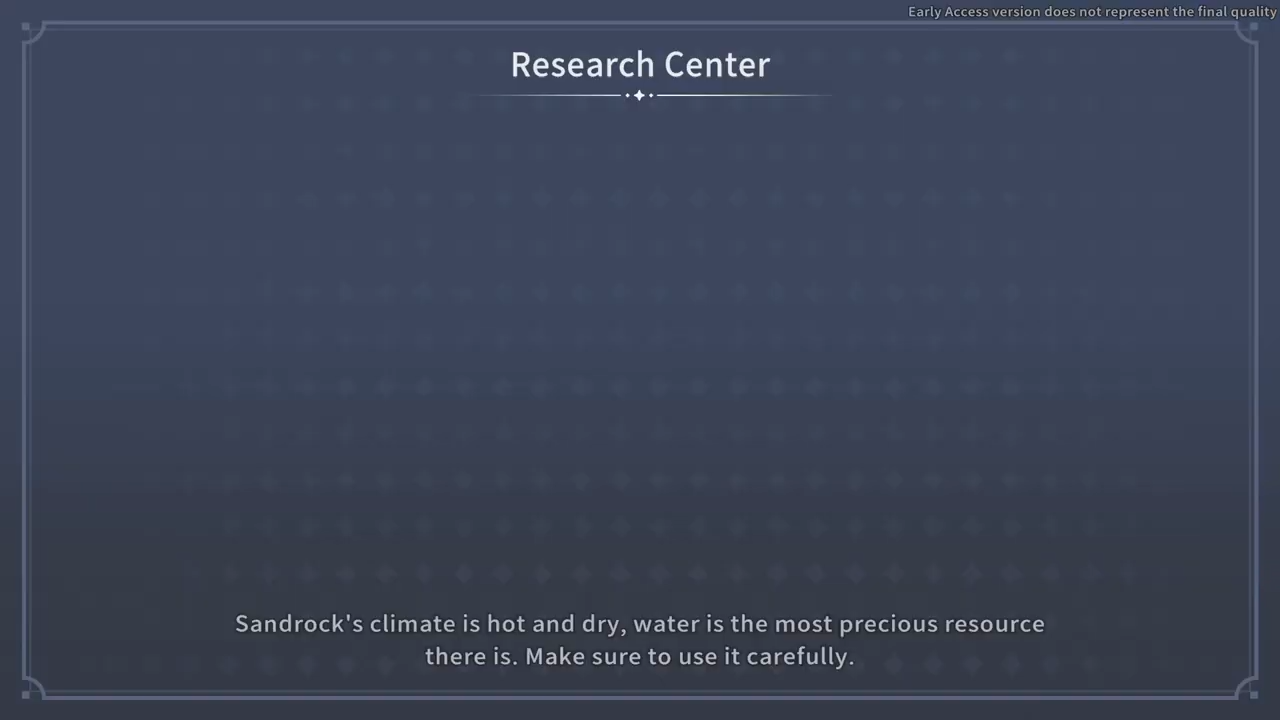 Early Access version does not represent the final quality
Research Center
Sandrock's climate is hot and dry, water is the most precious resource
there is. Make sure to use it carefully.